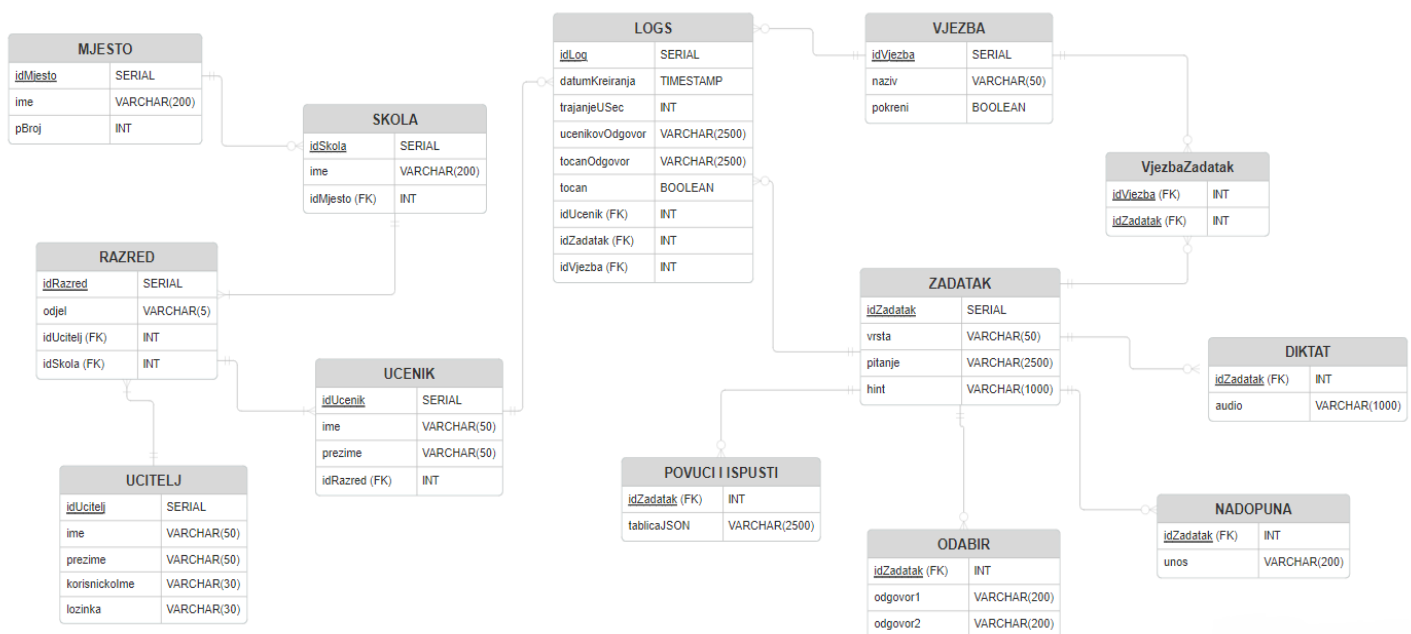 MJESTO
idMjesto SERIAL
ime VARCHAR(200)
pBroj INT
SKOLA
idSkola SERIAL
ime VARCHAR(200)
idMjesto (FK) INT
LOGS
idLog SERIAL
datumKreiranja TIMESTAMP
trajanjeUSec INT
ucenikovOdgovor VARCHAR(2500)
tocanOdgovor VARCHAR(2500)
tocan BOOLEAN
idUcenik (FK) INT
idZadatak (FK) INT
idVjezba (FK) INT
VJEZBA
idVjezba SERIAL
naziv VARCHAR(50)
pokreni BOOLEAN
VjezbaZadatak
idVjezba (FK) INT
idZadatak (FK) INT
RAZRED
idRazred SERIAL
odjel VARCHAR(5)
idUcitelj (FK) INT
idSkola (FK) INT
UCENIK
idUcenik SERIAL
ime VARCHAR(50)
prezime VARCHAR(50)
idRazred (FK) INT
ZADATAK
idZadatak SERIAL
vrsta VARCHAR(50)
pitanje VARCHAR(2500)
hint VARCHAR(1000)
DIKTAT
idZadatak (FK) INT
audio VARCHAR(1000)
UCITELJ
idUcitelj SERIAL
ime VARCHAR(50)
prezime VARCHAR(50)
korisnickoIme VARCHAR(30)
lozinka VARCHAR(30)
POVUCI I ISPUSTI
idZadatak (FK) INT
tablicaJSON VARCHAR(2500)
ODABIR
idZadatak (FK) INT
odgovor1 VARCHAR(200)
odgovor2 VARCHAR(200)
NADOPUNA
idZadatak (FK) INT
unos VARCHAR(200)